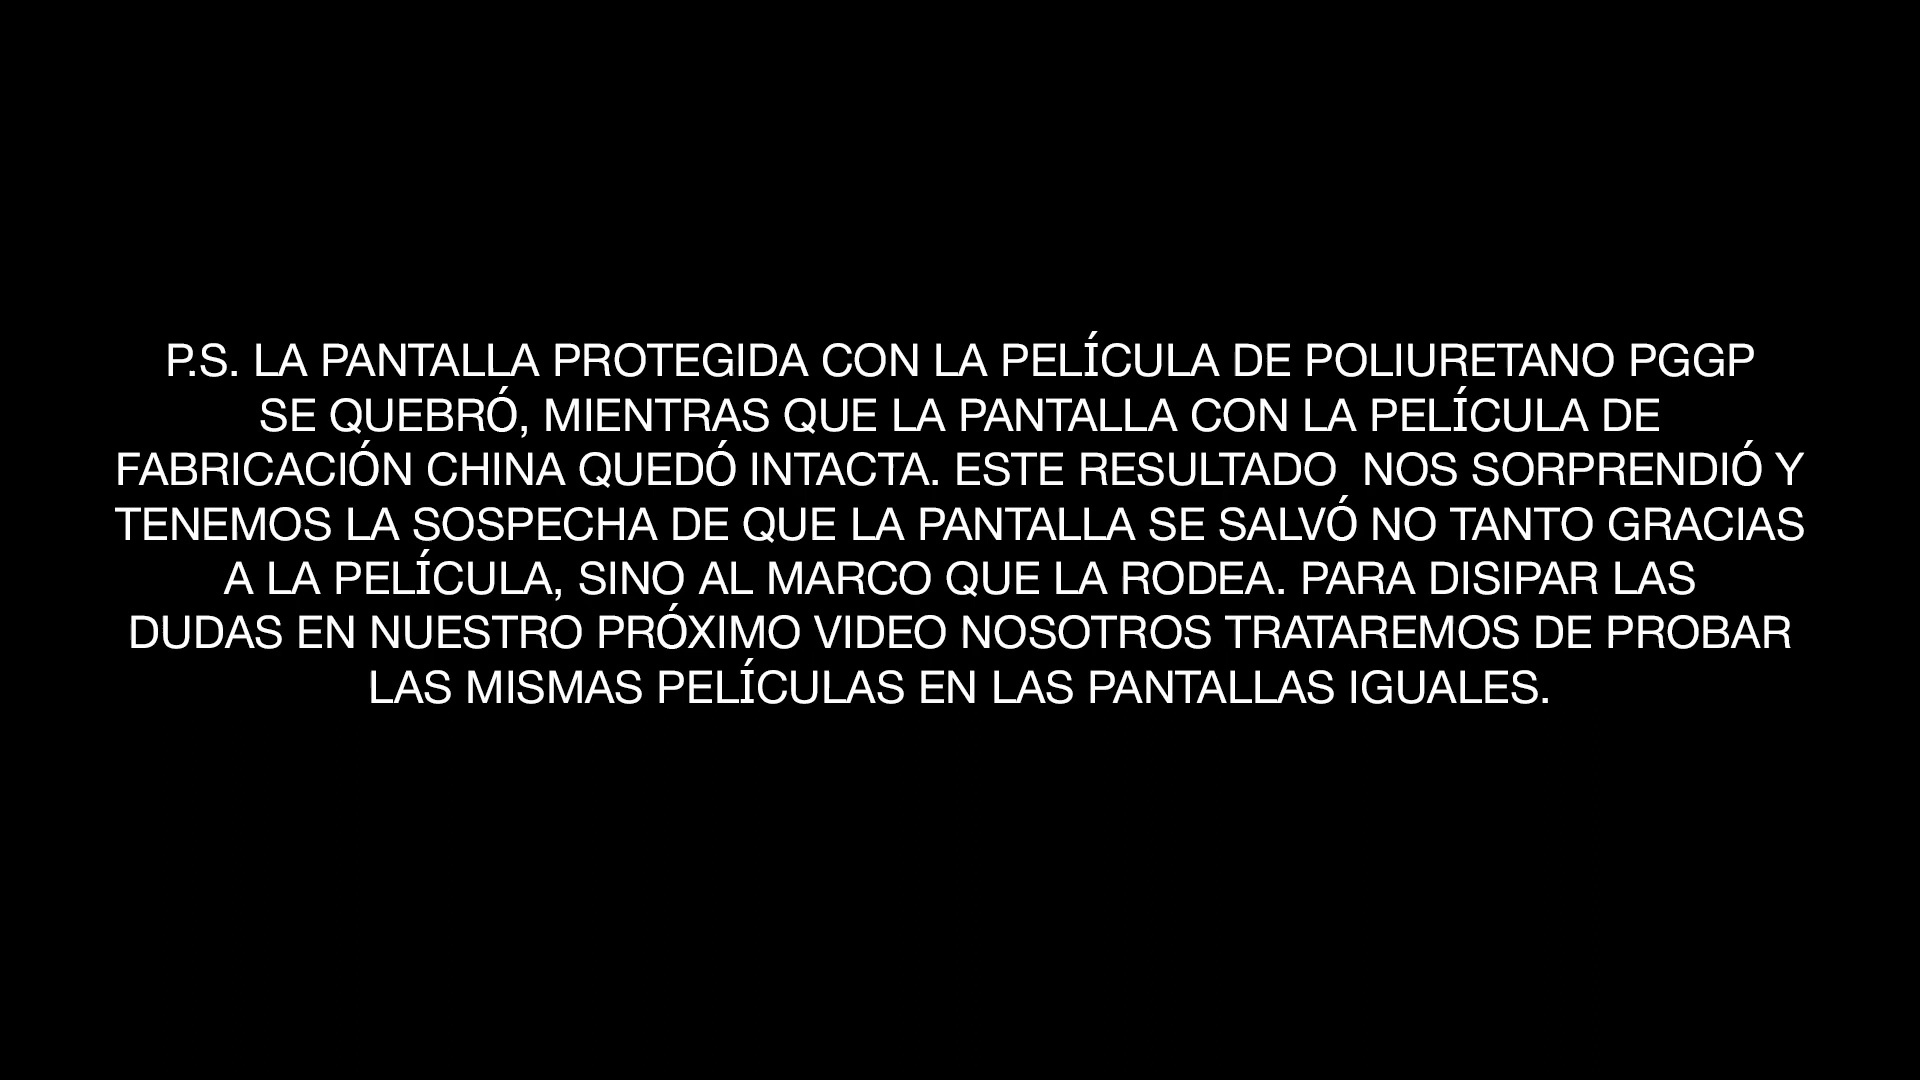 P.S. LA PANTALLA PROTEGIDA CON LA PELÍCULA DE POLIURETANO PGGP
SE QUEBRÓ, MIENTRAS QUE LA PANTALLA CON LA PELÍCULA DE
FABRICACIÓN CHINA QUEDÓ INTACTA. ESTE RESULTADO  NOS SORPRENDIÓ Y
TENEMOS LA SOSPECHA DE QUE LA PANTALLA SE SALVÓ NO TANTO GRACIAS
A LA PELÍCULA, SINO AL MARCO QUE LA RODEA. PARA DISIPAR LAS
DUDAS EN NUESTRO PRÓXIMO VIDEO NOSOTROS TRATAREMOS DE PROBAR
LAS MISMAS PELÍCULAS EN LAS PANTALLAS IGUALES.